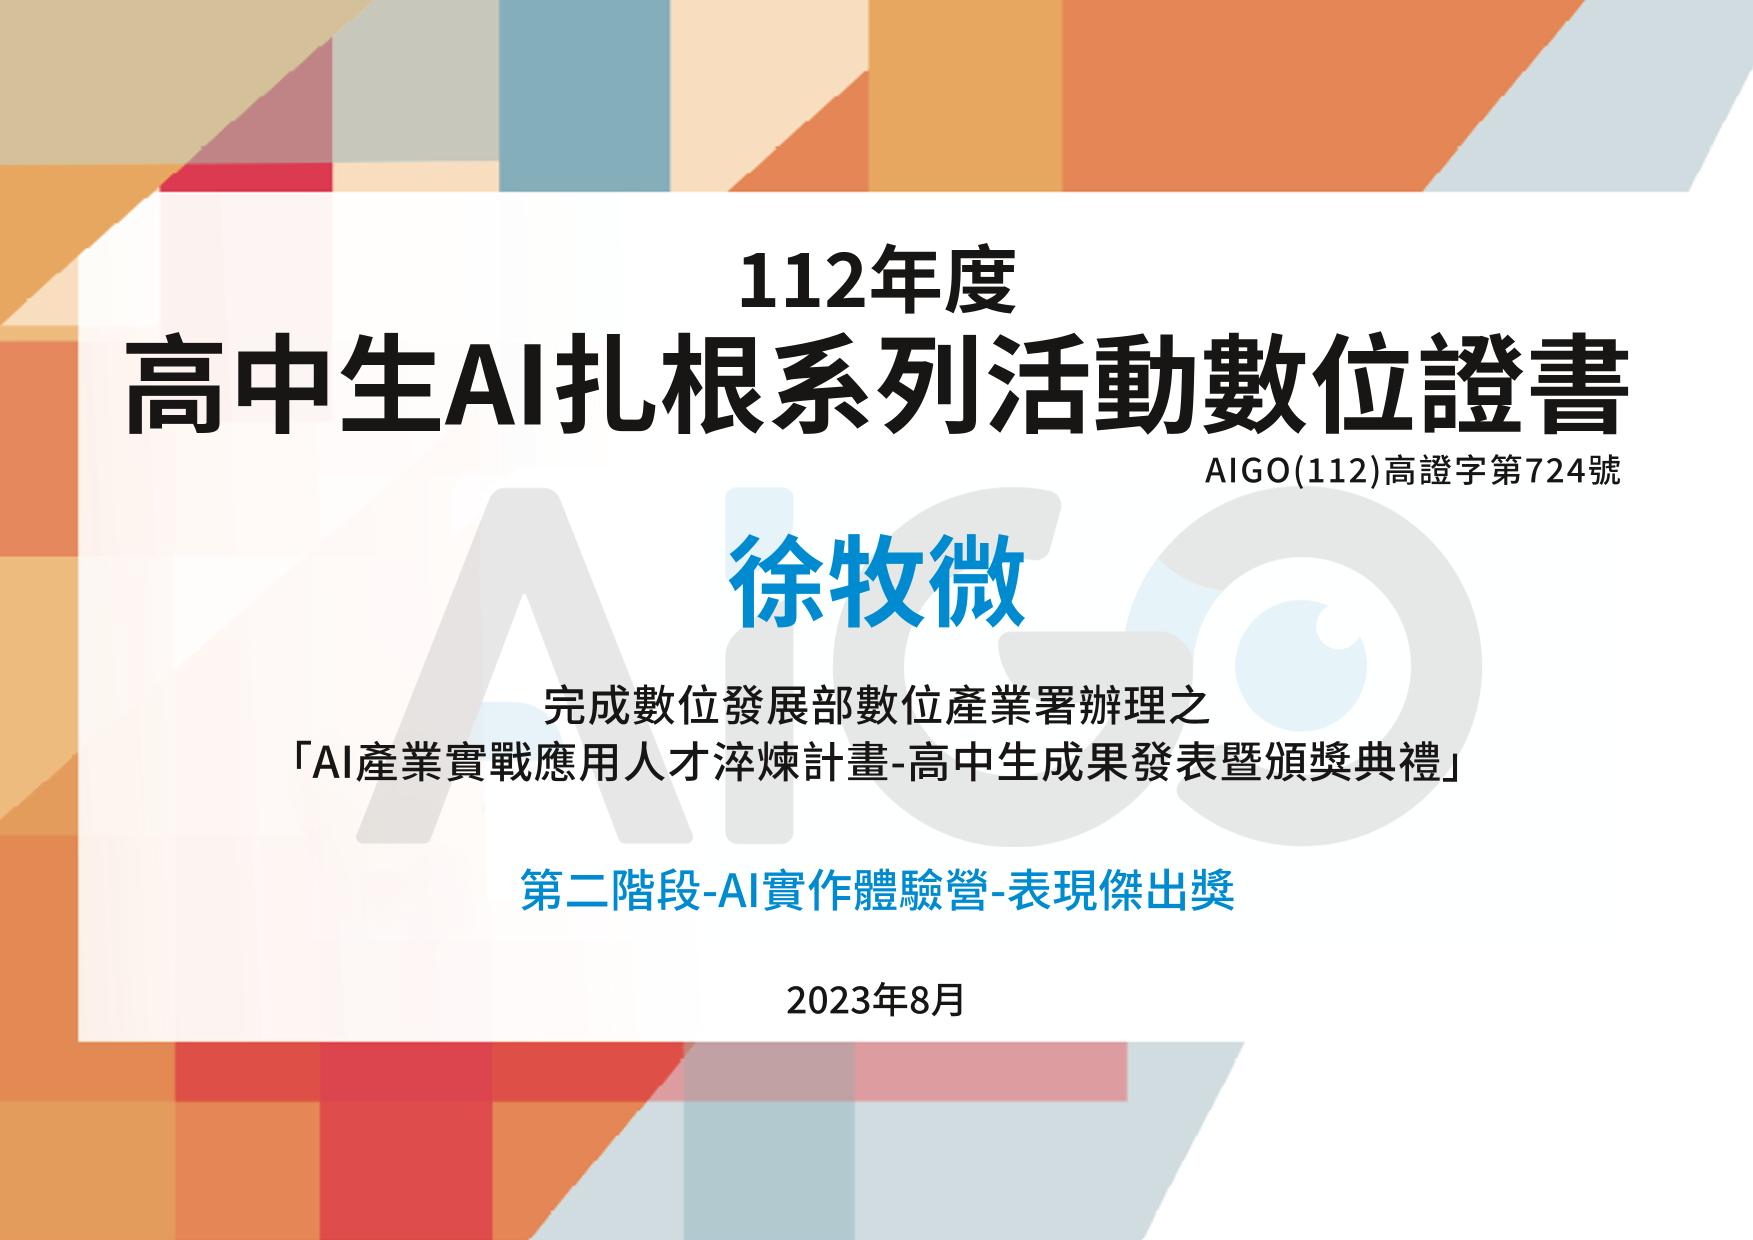 112年度
高中生AI扎根系列活動數位證書
AIGO(112)高證字第724號
AIGO
徐牧微
完成數位發展部數位產業署辦理之
「AI產業實戰應用人才淬煉計畫-高中生成果發表暨頒獎典禮」
第二階段-AI實作體驗營-表現傑出獎
2023年8月